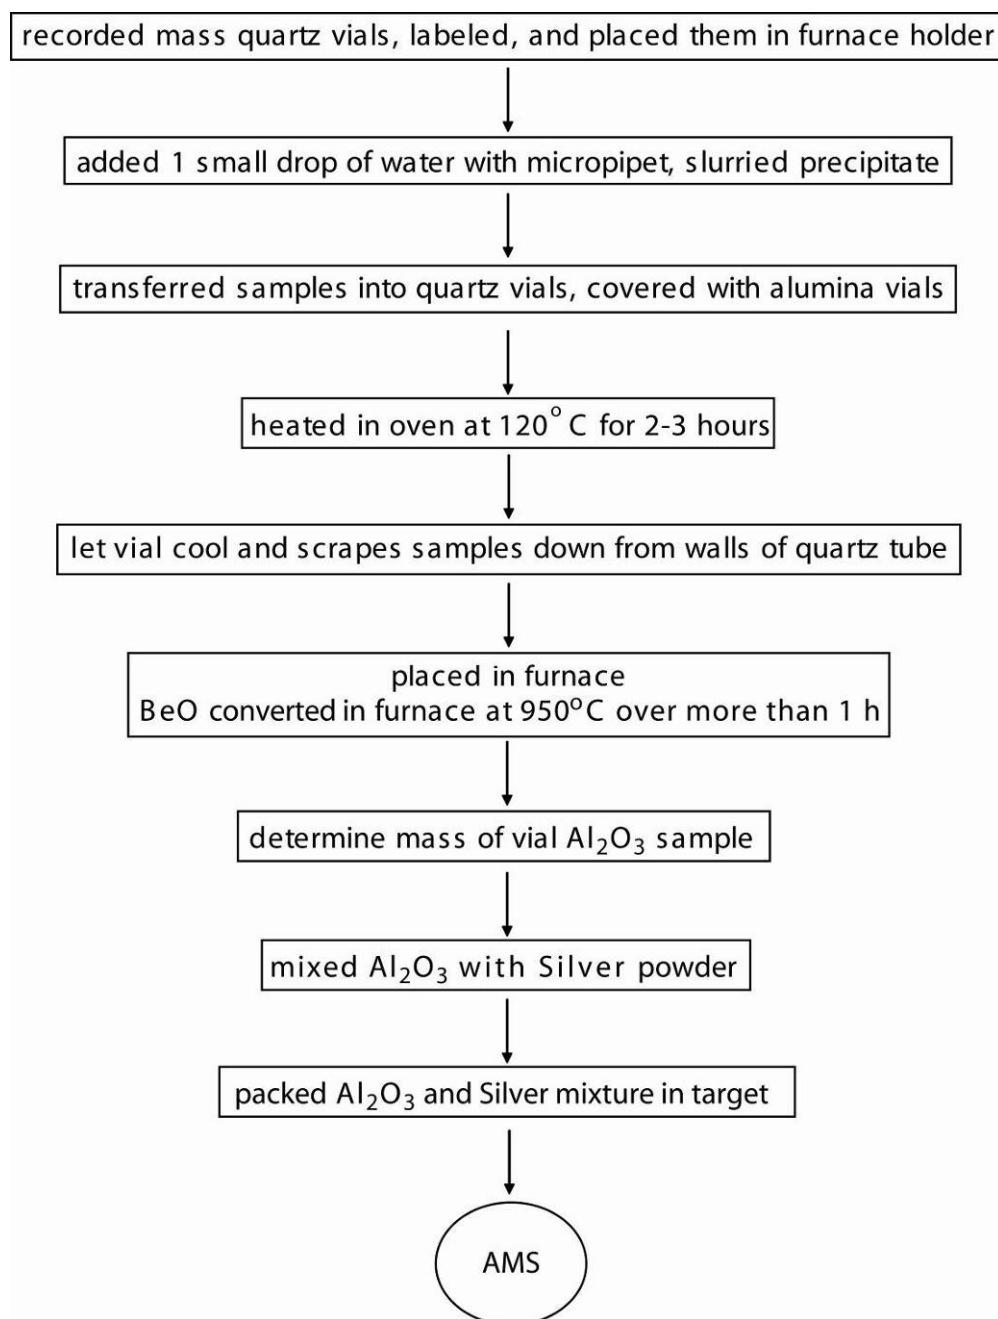 recorded mass quartz vials, labeled, and placed them in furnace holder
added 1 small drop of water with micropipet, slurried precipitate
transferred samples into quartz vials, covered with alumina vials
heated in oven at 120° C for 2-3 hours
let vial cool and scrapes samples down from walls of quartz tube
placed in furnace
BeO converted in furnace at 950°C over more than 1 h
determine mass of vial Al₂O₃ sample
mixed Al₂O₃ with Silver powder
packed Al₂O₃ and Silver mixture in target
AMS